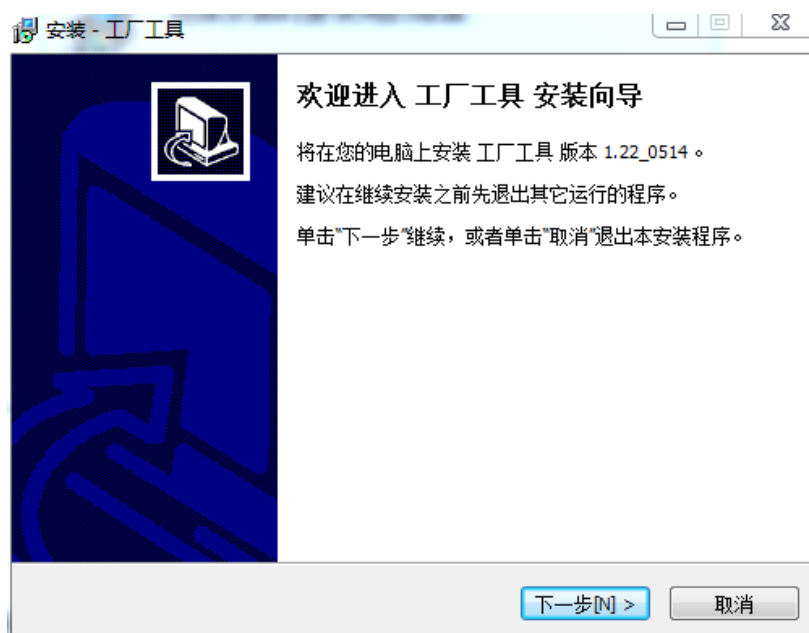 安装 - 工厂工具
欢迎进入 工厂工具 安装向导
将在您的电脑上安装 工厂工具 版本 1.22_0514。
建议在继续安装之前先退出其它运行的程序。
单击“下一步”继续，或者单击“取消”退出本安装程序。
下一步[N] >
取消